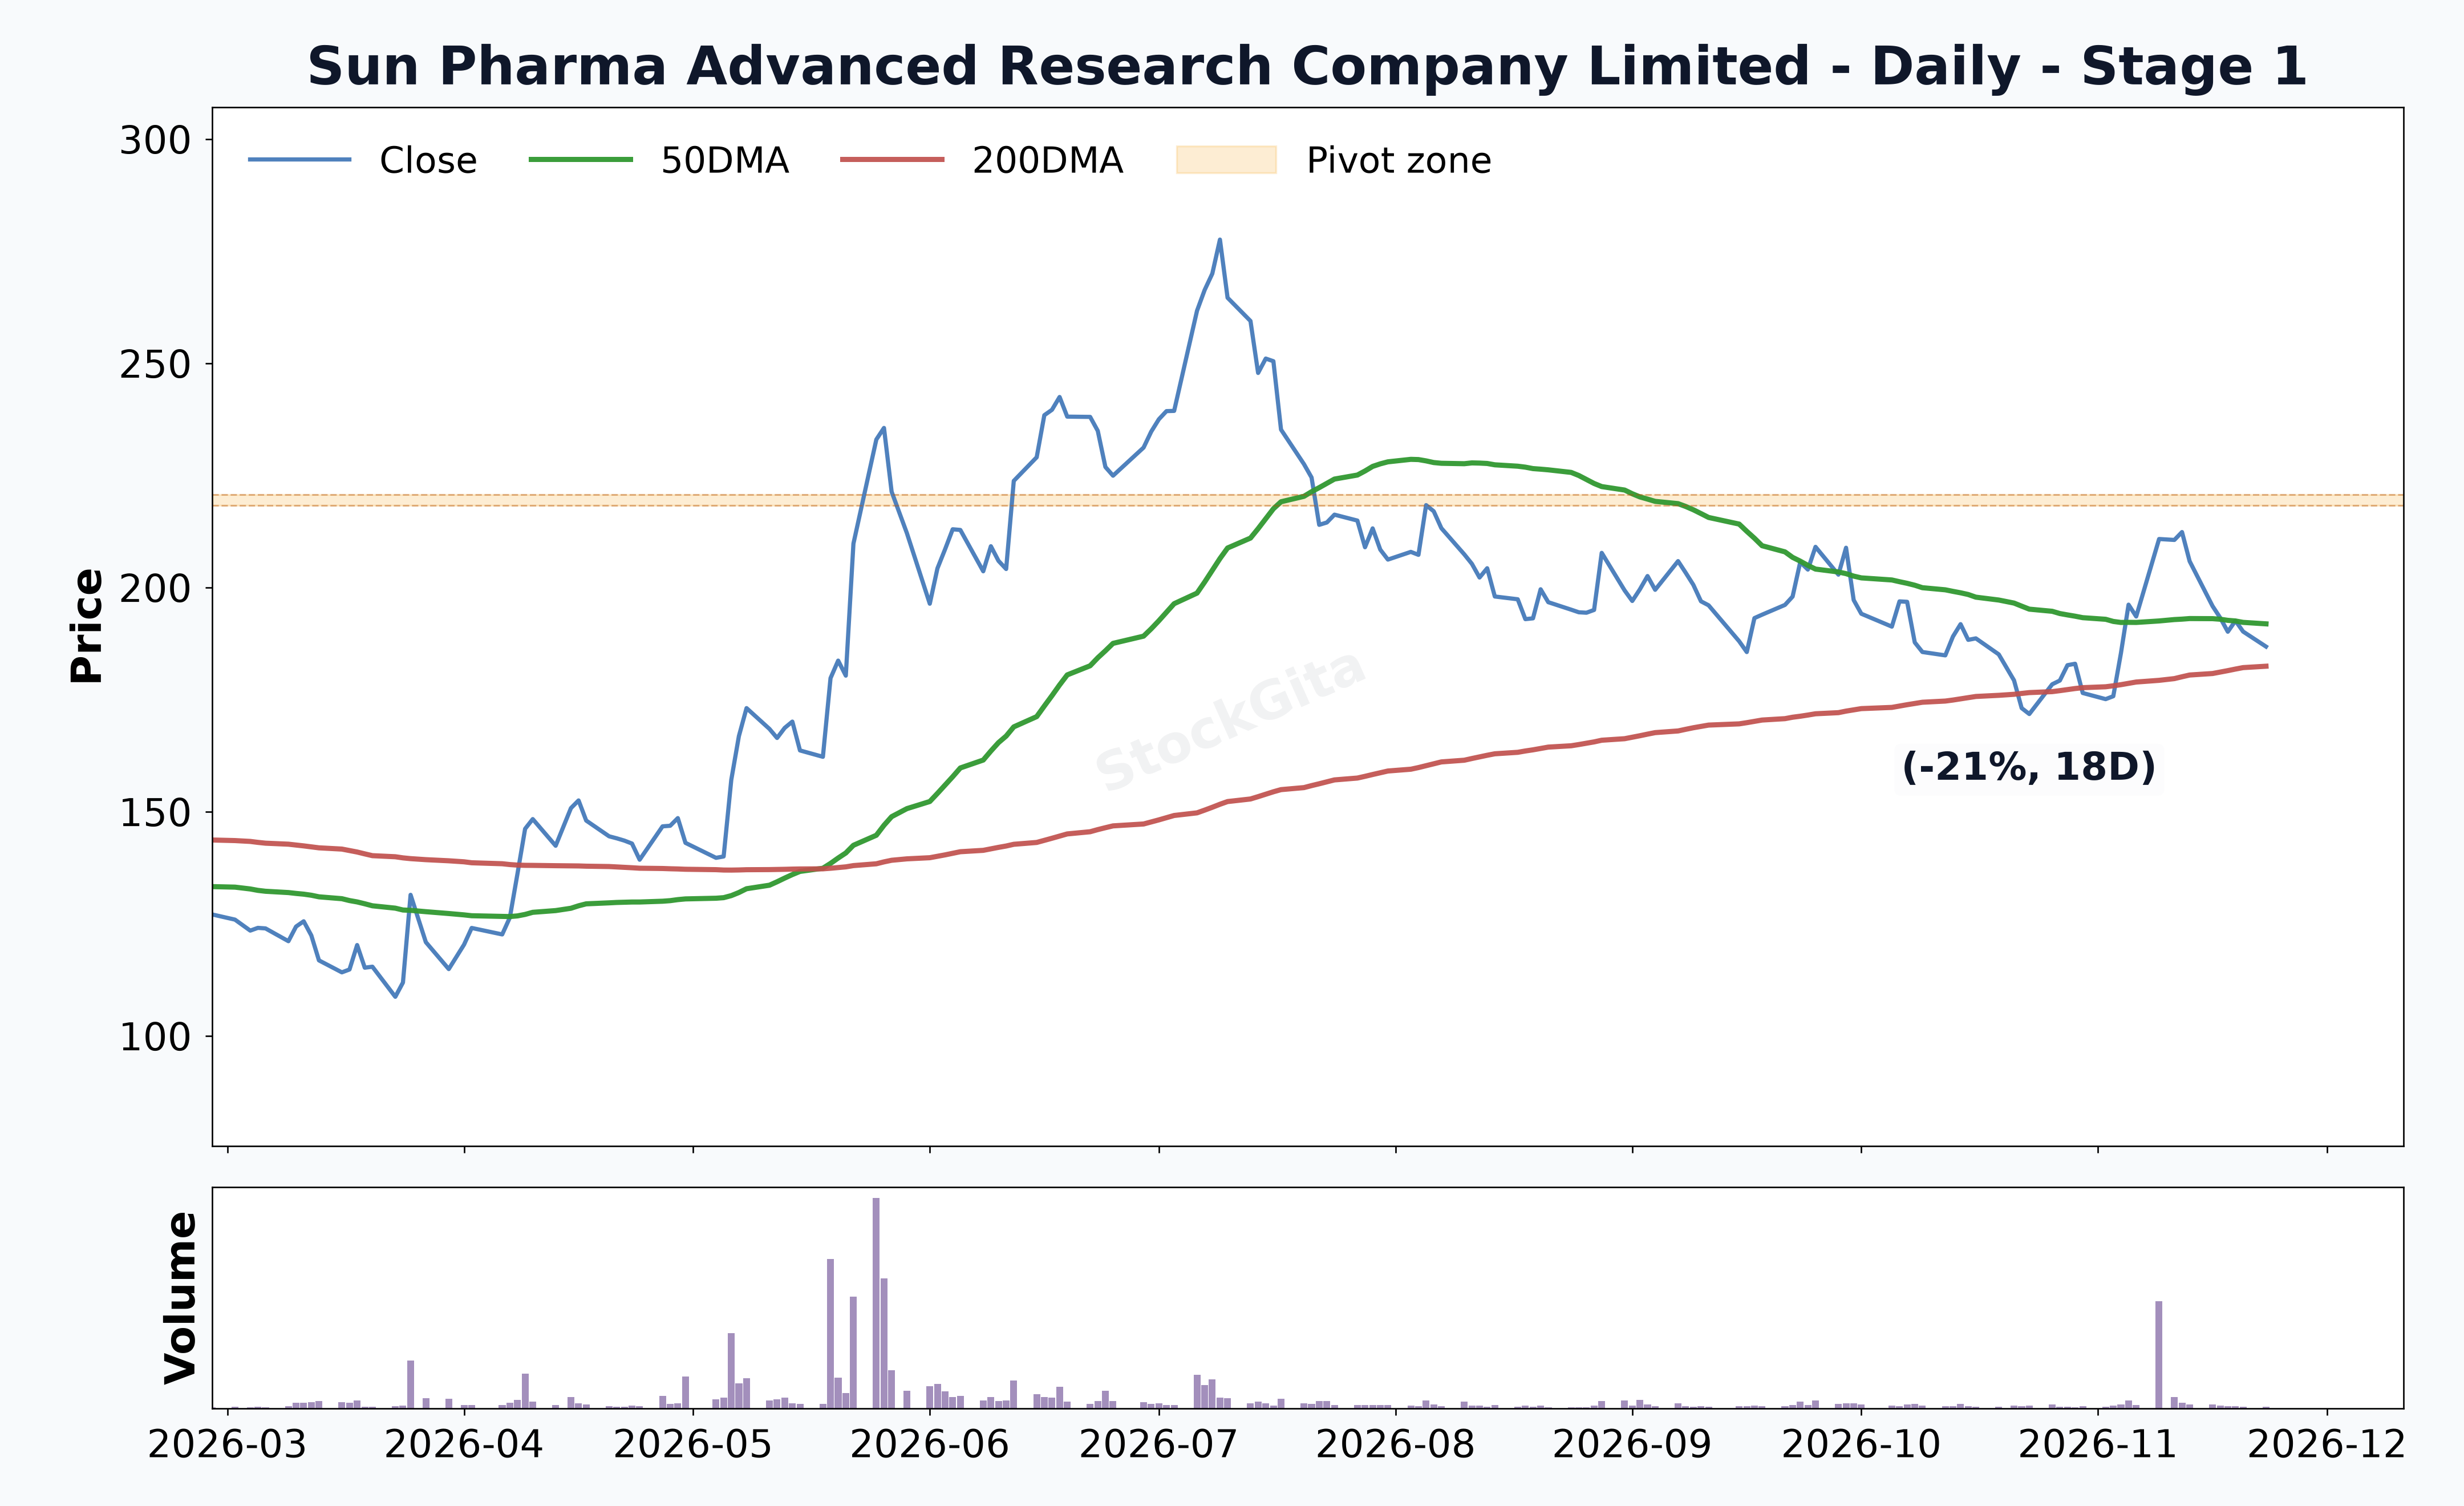 Sun Pharma Advanced Research Company Limited - Daily - Stage 1
300
Close
50DMA
200DMA
Pivot zone
250
200
150
100
Price
StockGita
(-21%, 18D)
Volume
2026-03
2026-04
2026-05
2026-06
2026-07
2026-08
2026-09
2026-10
2026-11
2026-12